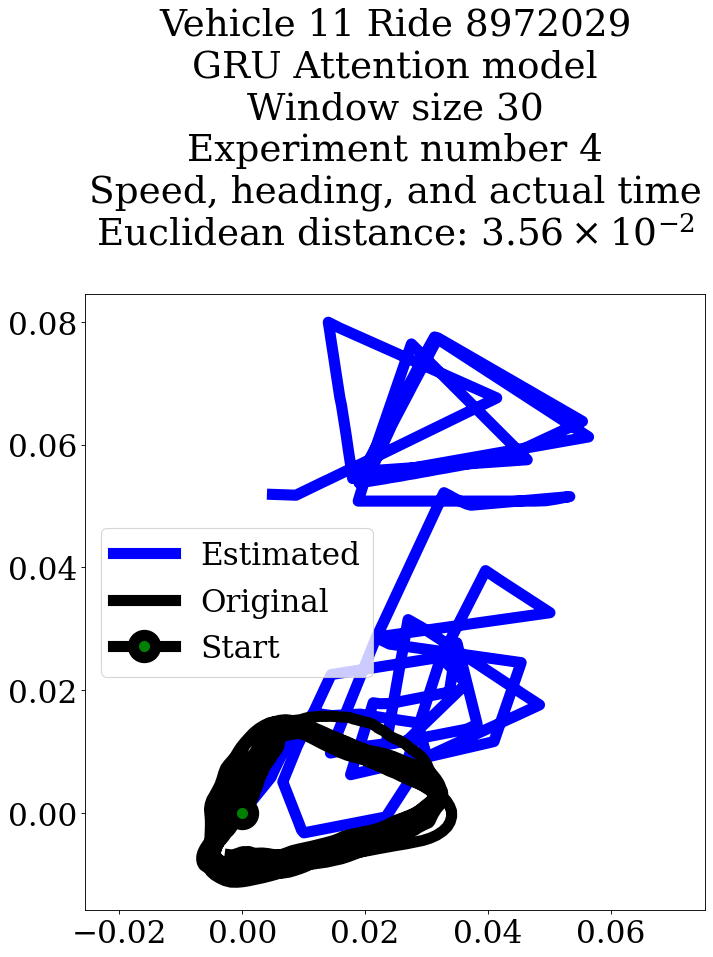 Vehicle 11 Ride 8972029
GRU Attention model
Window size 30
Experiment number 4
Speed, heading, and actual time
Euclidean distance: 3.56 × 10⁻²
0.08
0.06
0.04
0.02
0.00
Estimated
Original
Start
−0.02 0.00 0.02 0.04 0.06